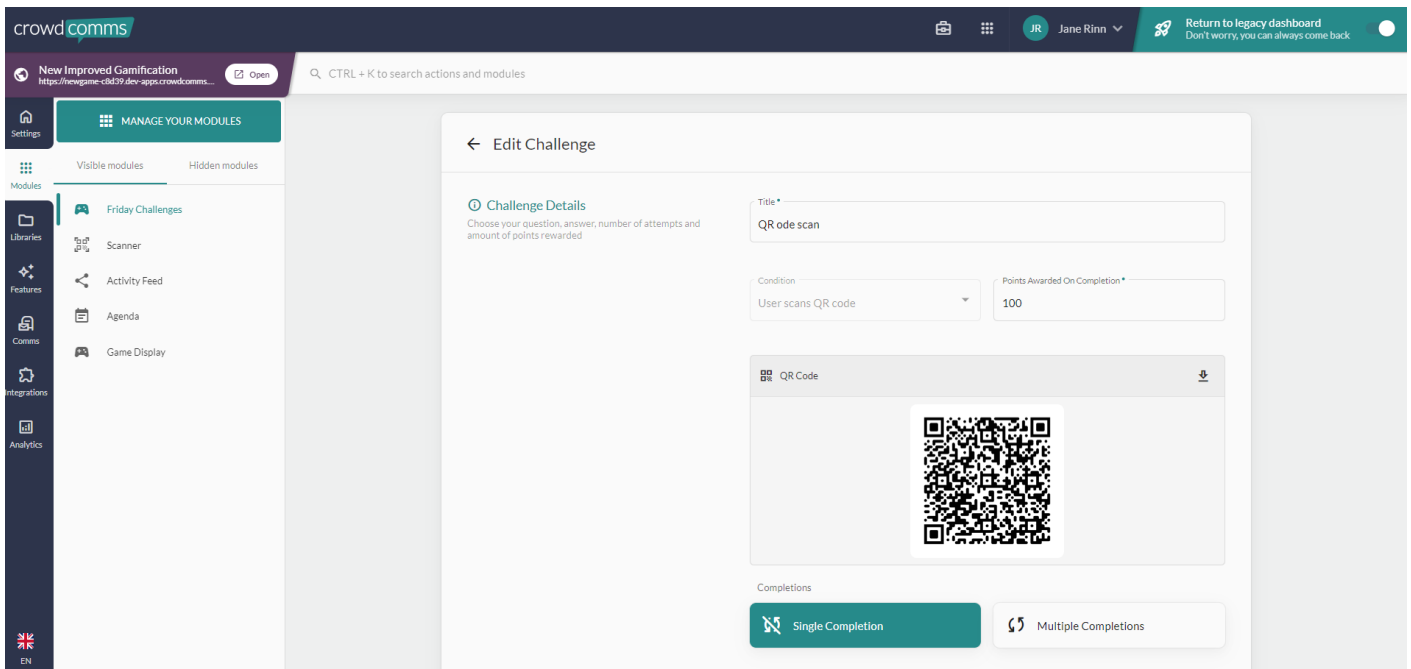 crowdcomms
JR
Jane Rinn
Return to legacy dashboard
Don't worry, you can always come back
New Improved Gamification
https://newgame-c8d39.dev-apps.crowdcomms....
Open
CTRL + K to search actions and modules
Settings
Modules
Libraries
Features
Comms
Integrations
Analytics
EN
MANAGE YOUR MODULES
Visible modules
Hidden modules
Friday Challenges
Scanner
Activity Feed
Agenda
Game Display
Edit Challenge
Challenge Details
Choose your question, answer, number of attempts and
amount of points rewarded
Title *
QR ode scan
Condition
User scans QR code
Points Awarded On Completion *
100
QR Code
Completions
Single Completion
Multiple Completions